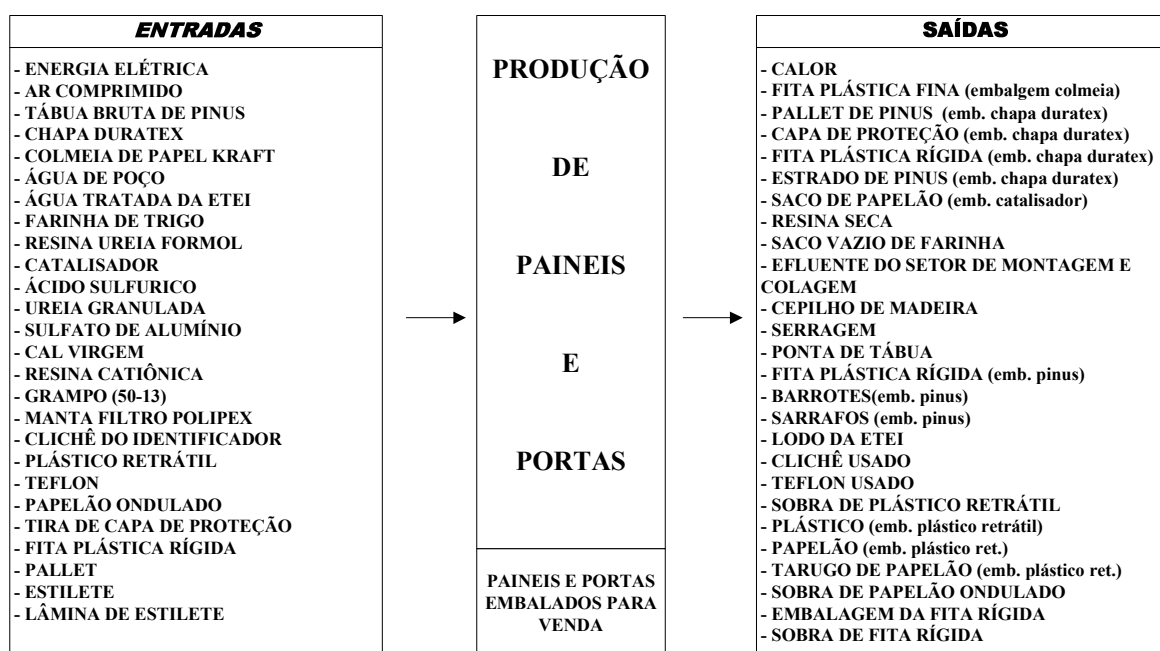 ENTRADAS
- ENERGIA ELÉTRICA
- AR COMPRIMIDO
- TÁBUA BRUTA DE PINUS
- CHAPA DURATEX
- COLMEIA DE PAPEL KRAFT
- ÁGUA DE POÇO
- ÁGUA TRATADA DA ETEI
- FARINHA DE TRIGO
- RESINA UREIA FORMOL
- CATALISADOR
- ÁCIDO SULFURICO
- UREIA GRANULADA
- SULFATO DE ALUMÍNIO
- CAL VIRGEM
- RESINA CATIÔNICA
- GRAMPO (50-13)
- MANTA FILTRO POLIPEX
- CLICHÊ DO IDENTIFICADOR
- PLÁSTICO RETRÁTIL
- TEFLON
- PAPELÃO ONDULADO
- TIRA DE CAPA DE PROTEÇÃO
- FITA PLÁSTICA RÍGIDA
- PALLET
- ESTILETE
- LÂMINA DE ESTILETE
PRODUÇÃO
DE
PAINEIS
E
PORTAS
PAINEIS E PORTAS
EMBALADOS PARA
VENDA
SAÍDAS
- CALOR
- FITA PLÁSTICA FINA (embalgem colmeia)
- PALLET DE PINUS (emb. chapa duratex)
- CAPA DE PROTEÇÃO (emb. chapa duratex)
- FITA PLÁSTICA RÍGIDA (emb. chapa duratex)
- ESTRADO DE PINUS (emb. chapa duratex)
- SACO DE PAPELÃO (emb. catalisador)
- RESINA SECA
- SACO VAZIO DE FARINHA
- EFLUENTE DO SETOR DE MONTAGEM E
COLAGEM
- CEPILHO DE MADEIRA
- SERRAGEM
- PONTA DE TÁBUA
- FITA PLÁSTICA RÍGIDA (emb. pinus)
- BARROTES(emb. pinus)
- SARRAFOS (emb. pinus)
- LODO DA ETEI
- CLICHÊ USADO
- TEFLON USADO
- SOBRA DE PLÁSTICO RETRÁTIL
- PLÁSTICO (emb. plástico retrátil)
- PAPELÃO (emb. plástico ret.)
- TARUGO DE PAPELÃO (emb. plástico ret.)
- SOBRA DE PAPELÃO ONDULADO
- EMBALAGEM DA FITA RÍGIDA
- SOBRA DE FITA RÍGIDA